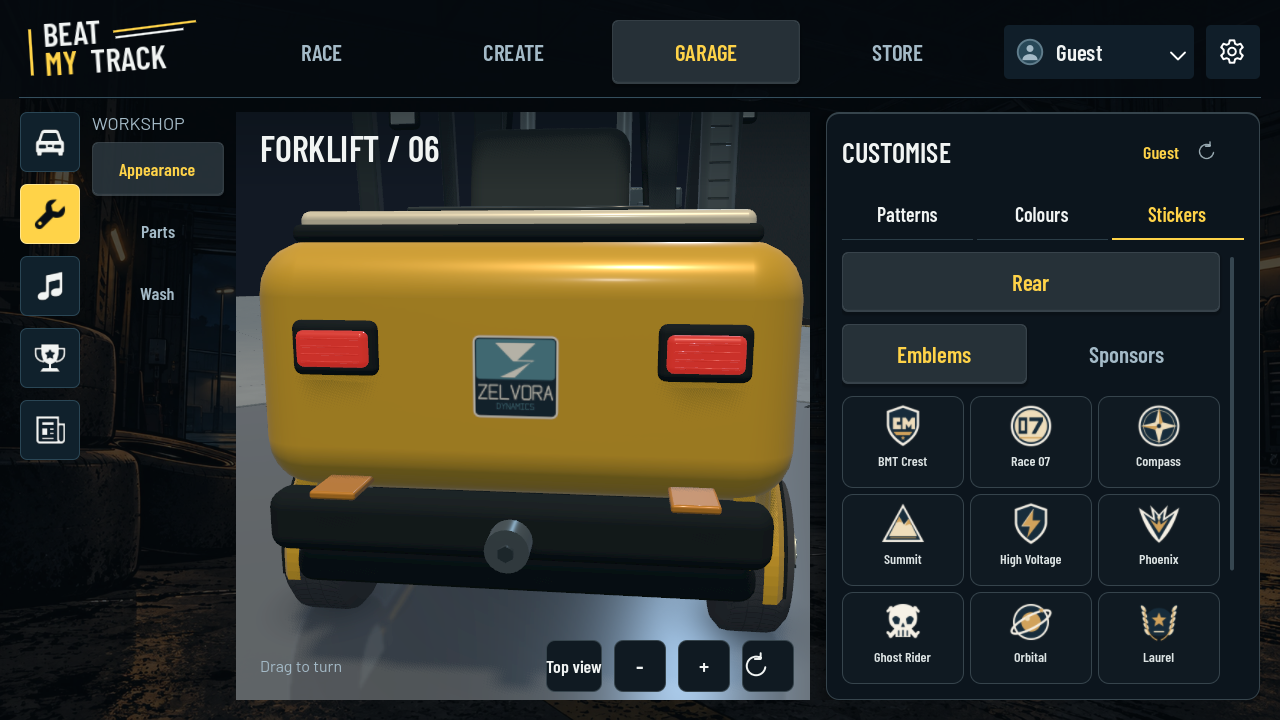 BEAT
MY TRACK
RACE
CREATE
GARAGE
STORE
Guest
WORKSHOP
Appearance
Parts
Wash
FORKLIFT / 06
ZELVORA
DYNAMICS
Drag to turn
Top view
-
+
CUSTOMISE
Guest
Patterns
Colours
Stickers
Rear
Emblems
Sponsors
CM
BMT Crest
07
Race 07
Compass
Summit
High Voltage
Phoenix
Ghost Rider
Orbital
Laurel